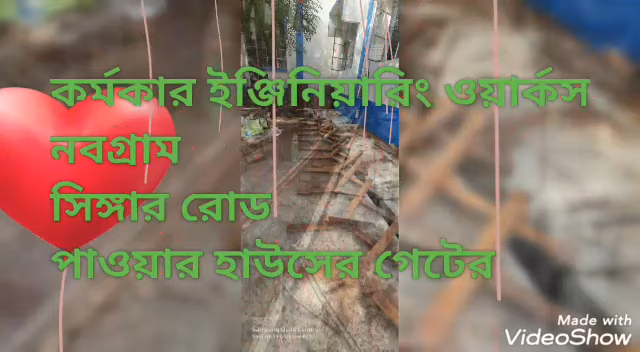 কর্মকার ইঞ্জিনিয়ারিং ওয়ার্কস
নবগ্রাম
সিঙ্গার রোড
পাওয়ার হাউসের গেটের
Made with
VideoShow